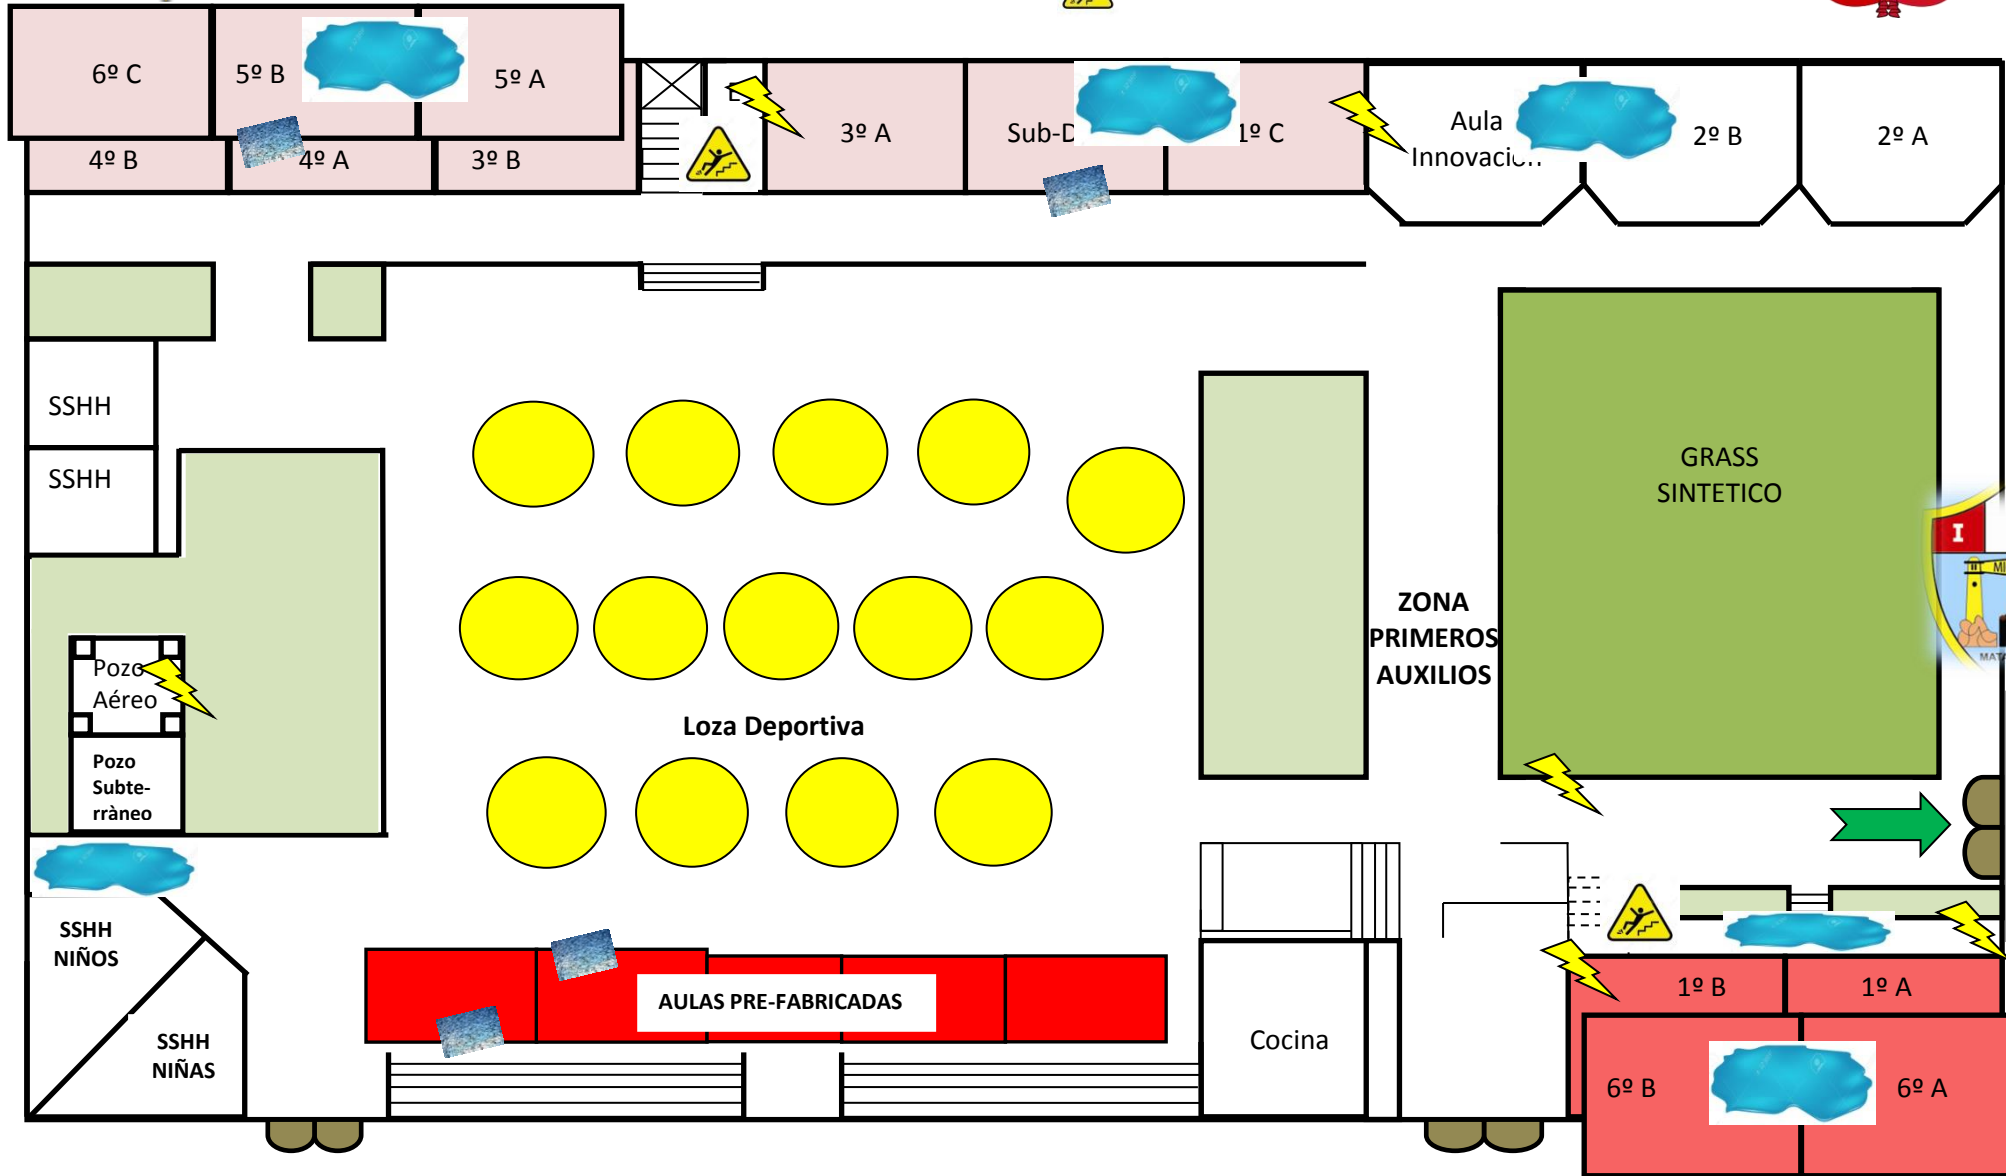 6º C
5º B
5º A
4º B
4º A
3º B
3º A
1º C
Aula
2º B
2º A
SSHH
SSHH
GRASS
SINTETICO
I
ZONA
PRIMEROS
AUXILIOS
Pozo
Aéreo
Pozo
Subte-
rràneo
Loza Deportiva
SSHH
NIÑOS
SSHH
NIÑAS
AULAS PRE-FABRICADAS
Cocina
1º B
1º A
6º B
6º A